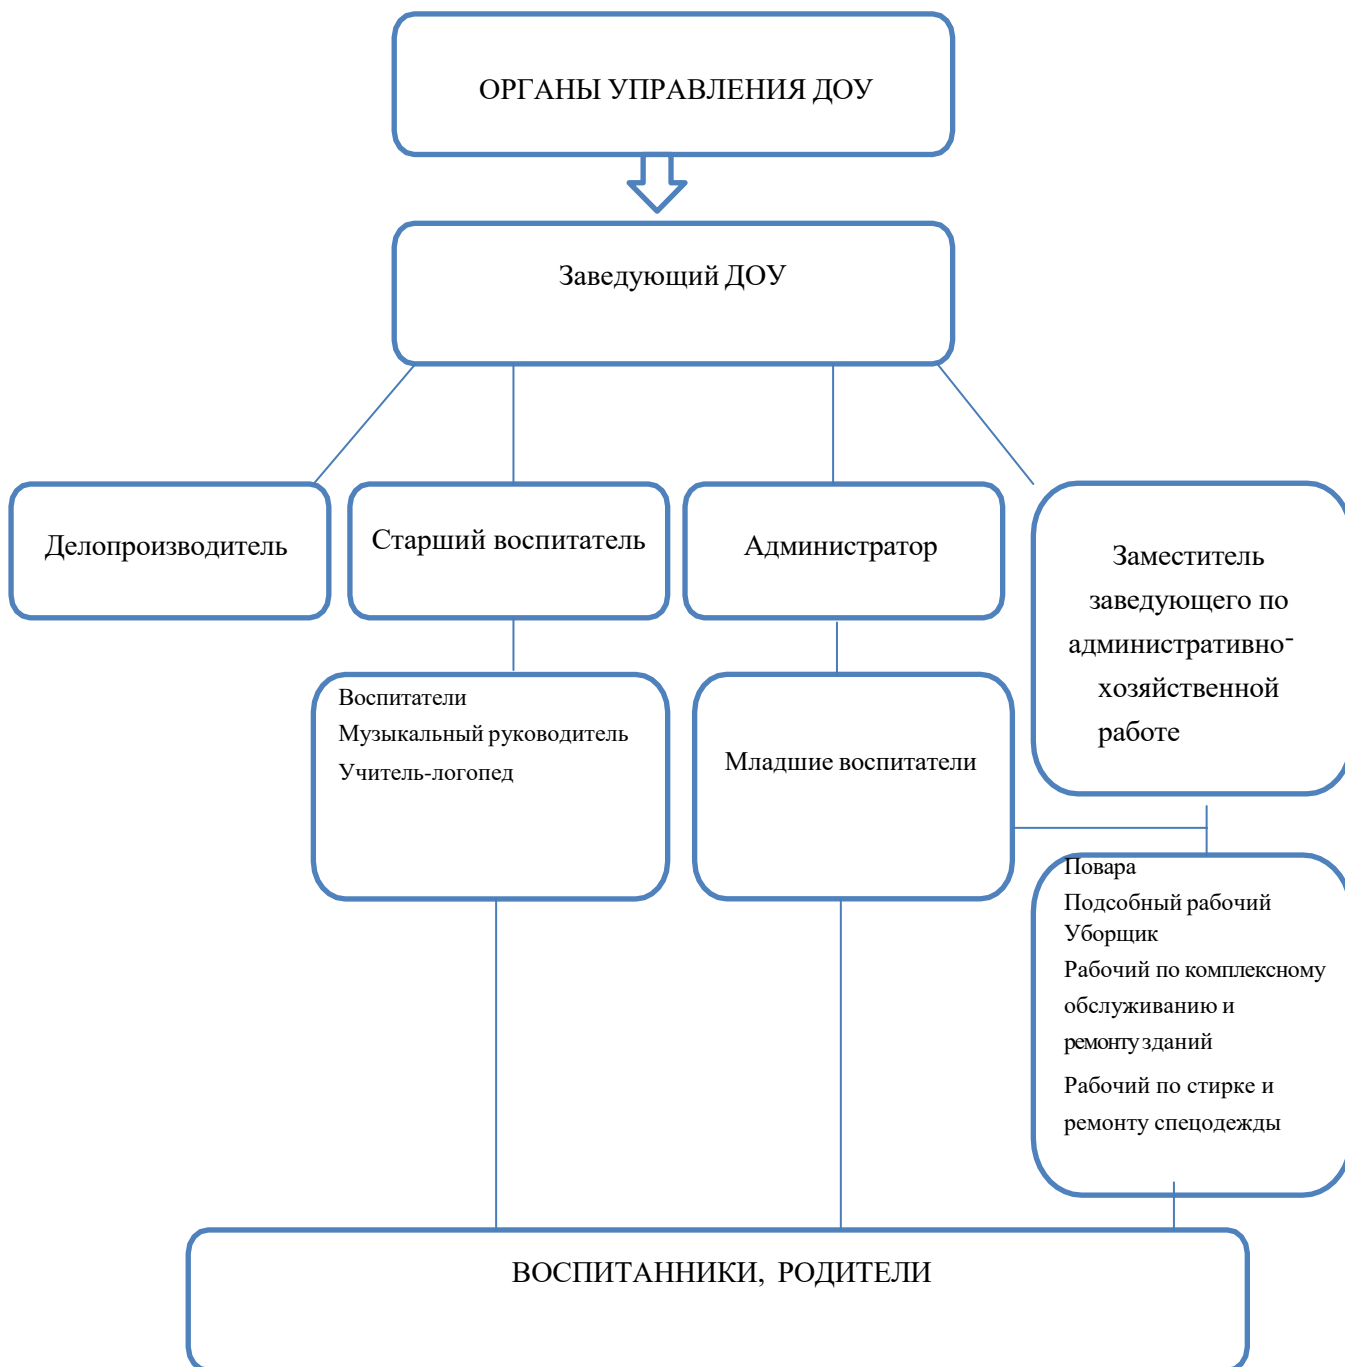 ОРГАНЫ УПРАВЛЕНИЯ ДОУ
Заведующий ДОУ
Делопроизводитель
Старший воспитатель
Администратор
Заместитель
заведующего по
административно-
хозяйственной
работе
Воспитатели
Музыкальный руководитель
Учитель-логопед
Младшие воспитатели
Повара
Подсобный рабочий
Уборщик
Рабочий по комплексному
обслуживанию и
ремонту зданий
Рабочий по стирке и
ремонту спецодежды
ВОСПИТАННИКИ, РОДИТЕЛИ